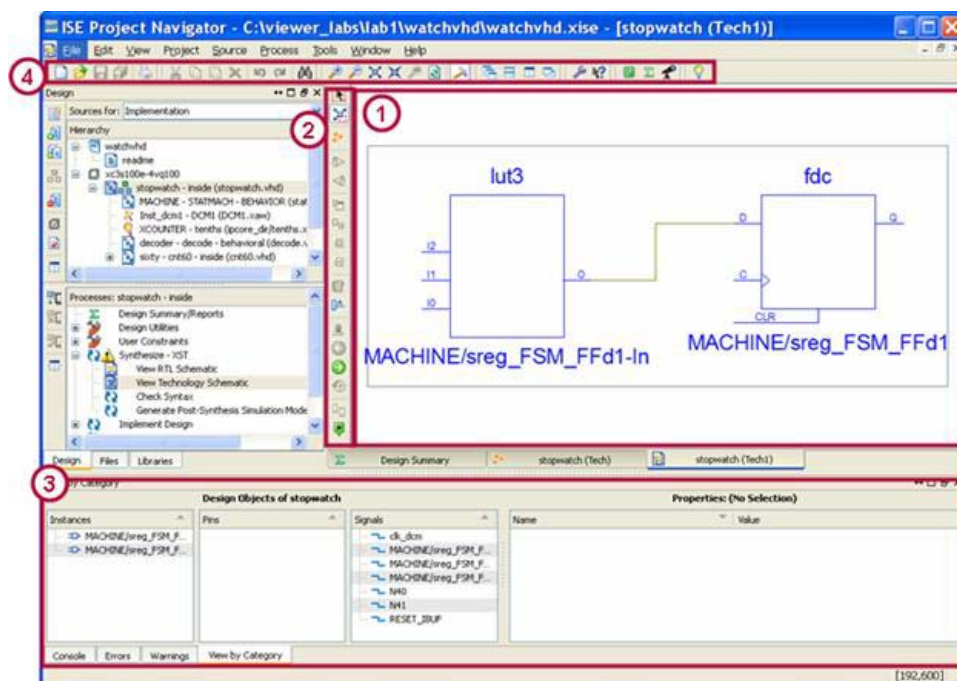 ISE Project Navigator - C:\viewer_labs\lab1\watchvhd\watchvhd.xise - [stopwatch (Tech1)]
File Edit View Project Source Process Tools Window Help
4
Design
Sources for: Implementation
2
1
Hierarchy
watchvhd
readme
xc3s100e-4vq100
stopwatch - inside (stopwatch.vhd)
MACHINE - STATMACH - BEHAVIOR (stat
Inst_dcm1 - DCM1 (DCM1.xaw)
XCOUNTER - tenths (ipcore_dir/tenths.x
decoder - decode - behavioral (decode.v
sixty - cnt60 - inside (cnt60.vhd)
Processes: stopwatch - inside
Design Summary/Reports
Design Utilities
User Constraints
Synthesize - XST
View RTL Schematic
View Technology Schematic
Check Syntax
Generate Post-Synthesis Simulation Mode
Implement Design
Design Files Libraries
lut3
fdc
I2
I1
I0
O
D
Q
C
CLR
MACHINE/sreg_FSM_FFd1-In
MACHINE/sreg_FSM_FFd1
Design Summary
stopwatch (Tech)
stopwatch (Tech1)
3
by Category
Design Objects of stopwatch
Properties: (No Selection)
Instances
MACHINE/sreg_FSM_F...
MACHINE/sreg_FSM_F...
Pins
Signals
clk_dcm
MACHINE/sreg_FSM_F...
MACHINE/sreg_FSM_F...
MACHINE/sreg_FSM_F...
N40
N41
RESET_IBUF
Name
Value
Console Errors Warnings View by Category
[192,600]